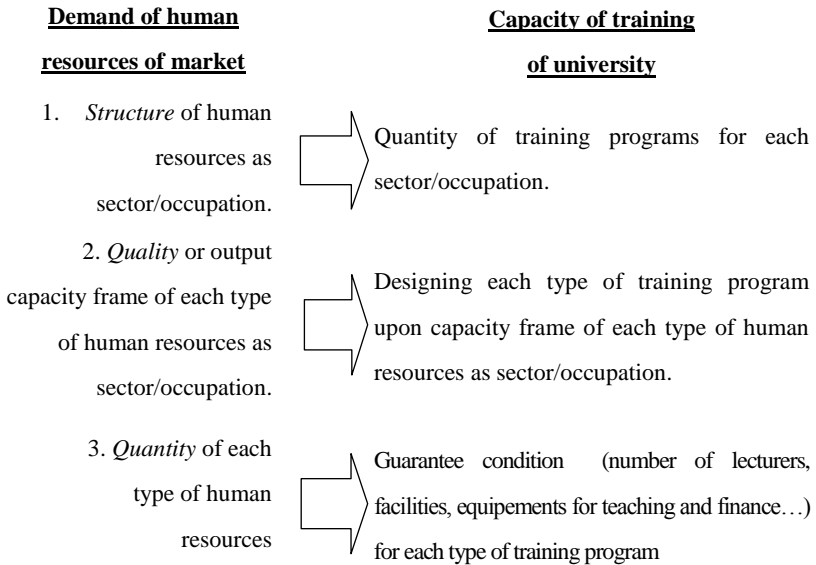 Demand of human
resources of market
Capacity of training
of university
1. Structure of human
resources as
sector/occupation.
Quantity of training programs for each
sector/occupation.
2. Quality or output
capacity frame of each type
of human resources as
sector/occupation.
Designing each type of training program
upon capacity frame of each type of human
resources as sector/occupation.
3. Quantity of each
type of human
resources
Guarantee condition (number of lecturers,
facilities, equipements for teaching and finance…)
for each type of training program